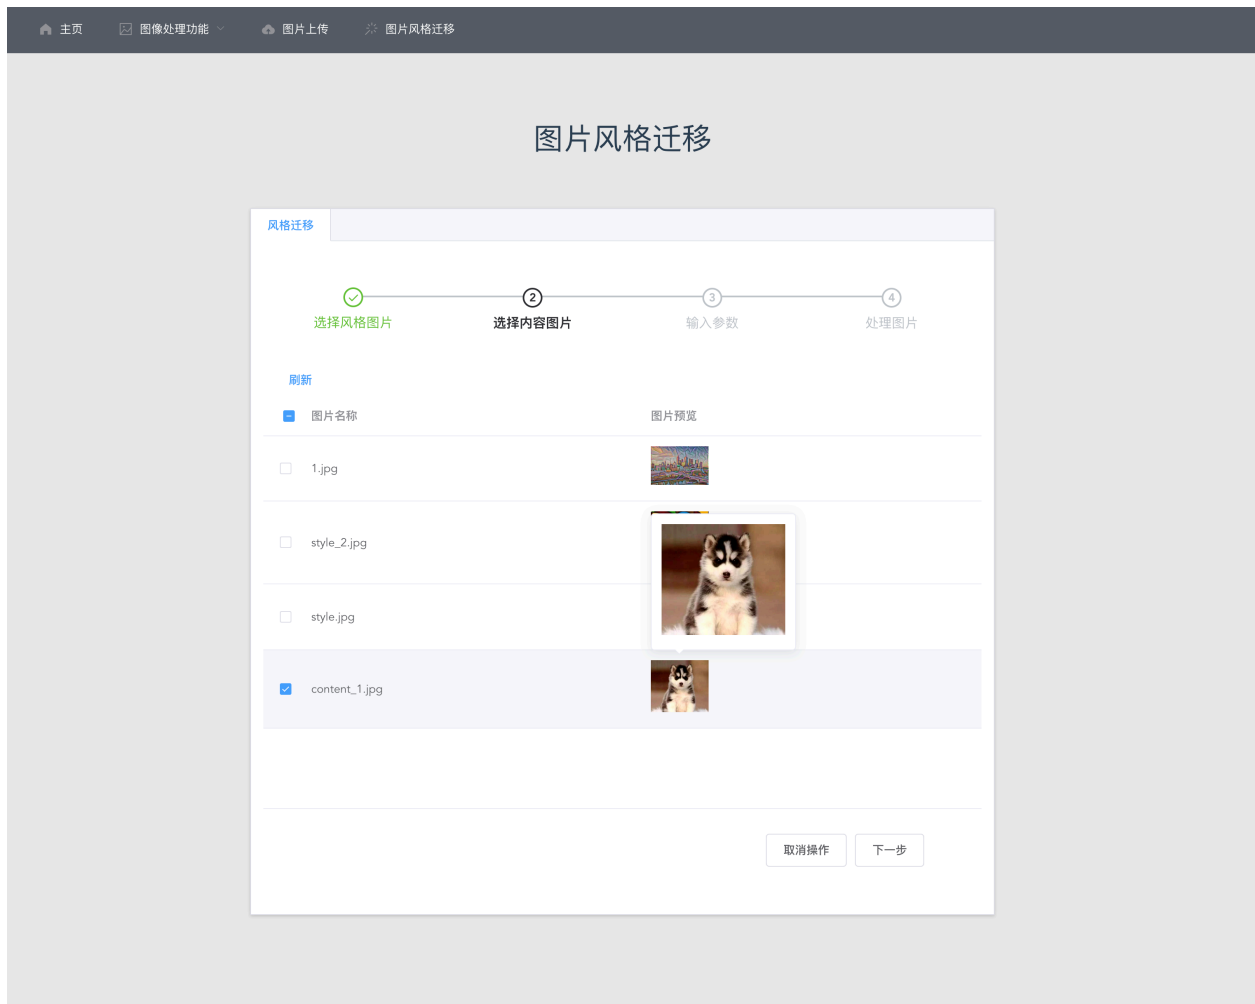 主页 图像处理功能 图片上传 图片风格迁移
图片风格迁移
风格迁移
2 3 4
选择风格图片 选择内容图片 输入参数 处理图片
刷新
图片名称 图片预览
1.jpg
style_2.jpg
style.jpg
content_1.jpg
取消操作 下一步